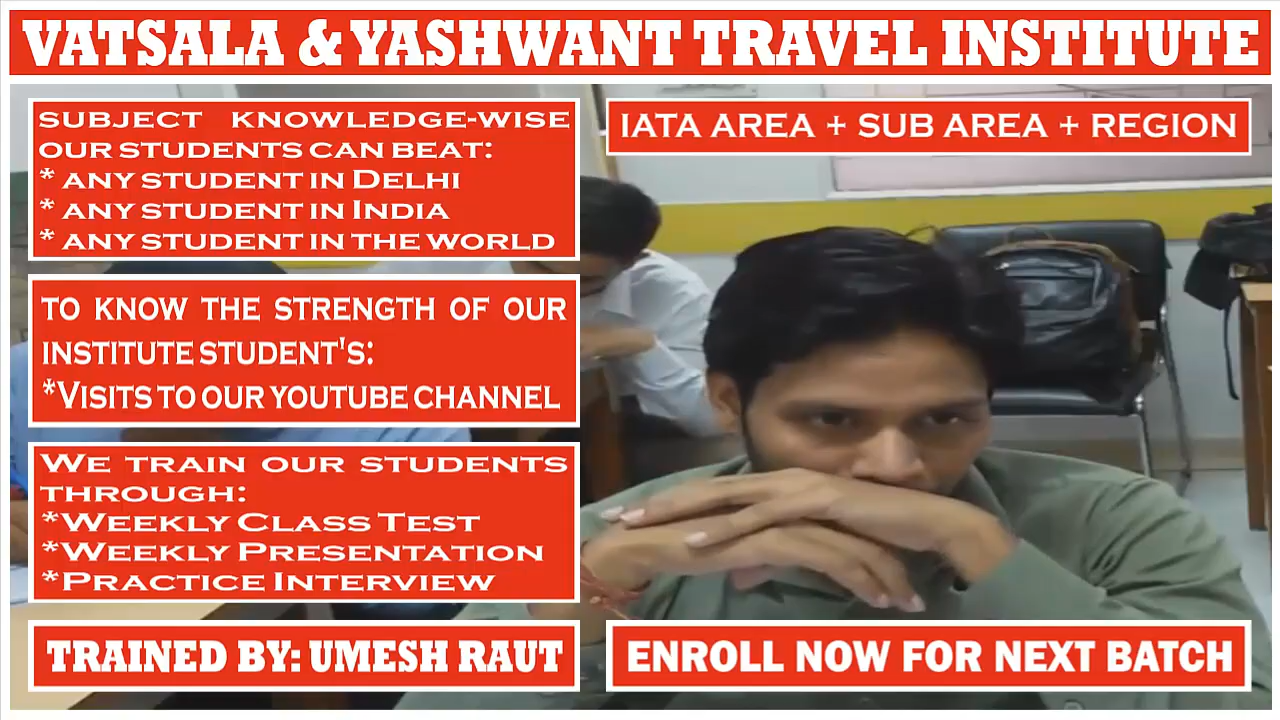 VATSALA & YASHWANT TRAVEL INSTITUTE
SUBJECT KNOWLEDGE-WISE
OUR STUDENTS CAN BEAT:
* ANY STUDENT IN DELHI
* ANY STUDENT IN INDIA
* ANY STUDENT IN THE WORLD
TO KNOW THE STRENGTH OF OUR
INSTITUTE STUDENT'S:
*VISITS TO OUR YOUTUBE CHANNEL
WE TRAIN OUR STUDENTS
THROUGH:
*WEEKLY CLASS TEST
*WEEKLY PRESENTATION
*PRACTICE INTERVIEW
TRAINED BY: UMESH RAUT
IATA AREA + SUB AREA + REGION
ENROLL NOW FOR NEXT BATCH